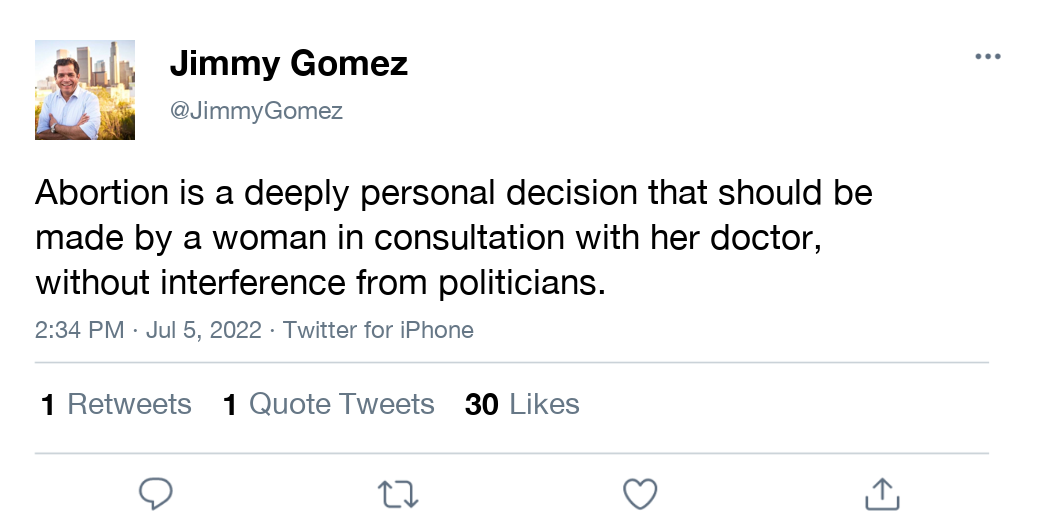 Jimmy Gomez
@JimmyGomez
Abortion is a deeply personal decision that should be
made by a woman in consultation with her doctor,
without interference from politicians.
2:34 PM · Jul 5, 2022 · Twitter for iPhone
1 Retweets 1 Quote Tweets 30 Likes